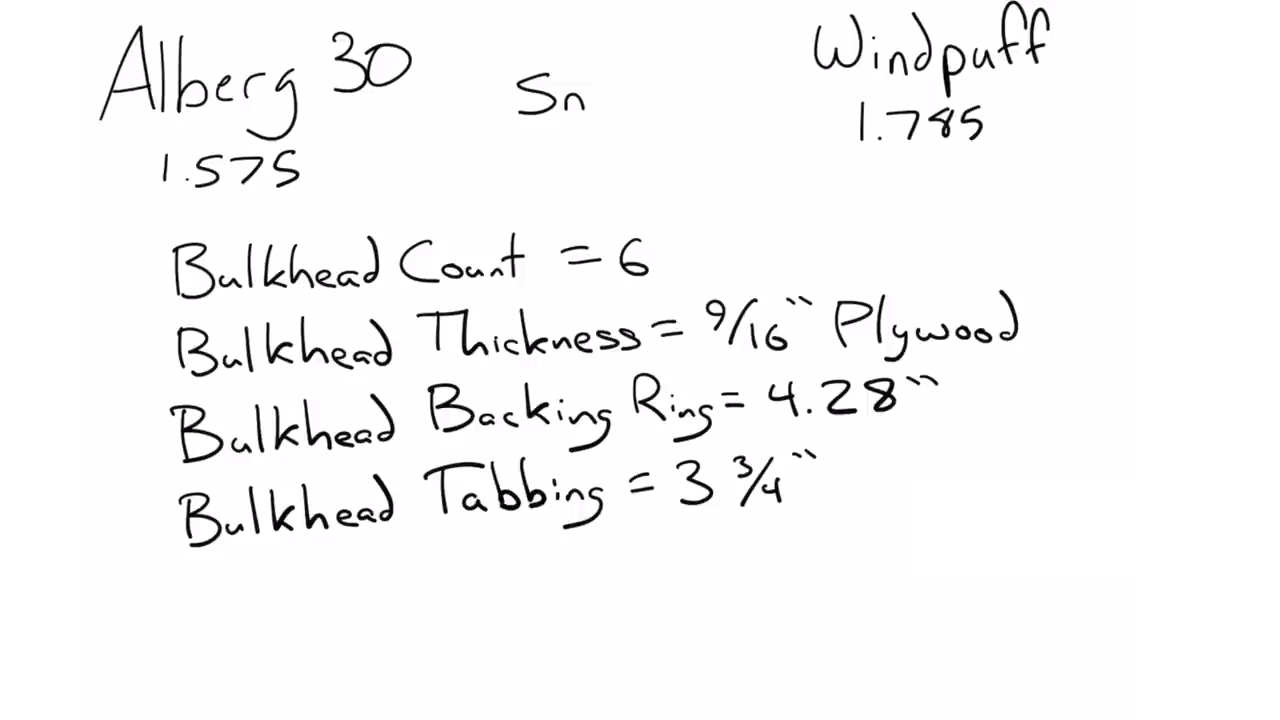 Alberg 30
Sn
Windpuff
1.575
1.785
Bulkhead Count = 6
Bulkhead Thickness = 9/16" Plywood
Bulkhead Backing Ring = 4.28"
Bulkhead Tabbing = 3 3/4"